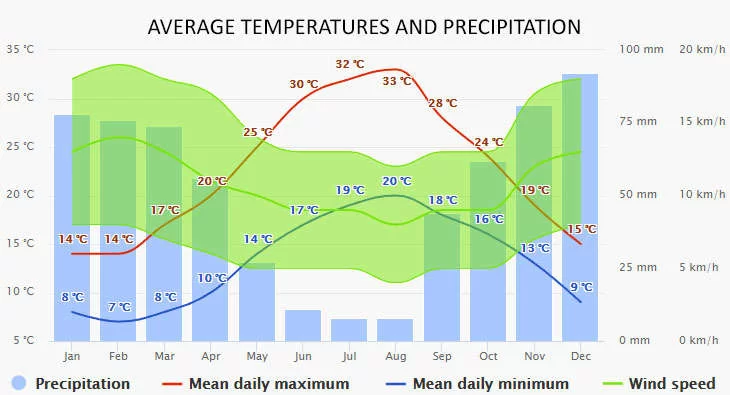 AVERAGE TEMPERATURES AND PRECIPITATION
35 °C 100 mm 20 km/h
32 °C
33 °C
30 °C
30 °C 75 mm 15 km/h
28 °C
25 °C
24 °C
25 °C
20 °C 20 °C
19 °C 19 °C
20 °C 50 mm 10 km/h
17 °C 17 °C 18 °C
16 °C
15 °C
14 °C 14 °C 14 °C
13 °C
15 °C 25 mm 5 km/h
10 °C
9 °C
10 °C
8 °C 7 °C 8 °C
5 °C 0 mm 0 km/h
Jan Feb Mar Apr May Jun Jul Aug Sep Oct Nov Dec
Precipitation Mean daily maximum Mean daily minimum Wind speed